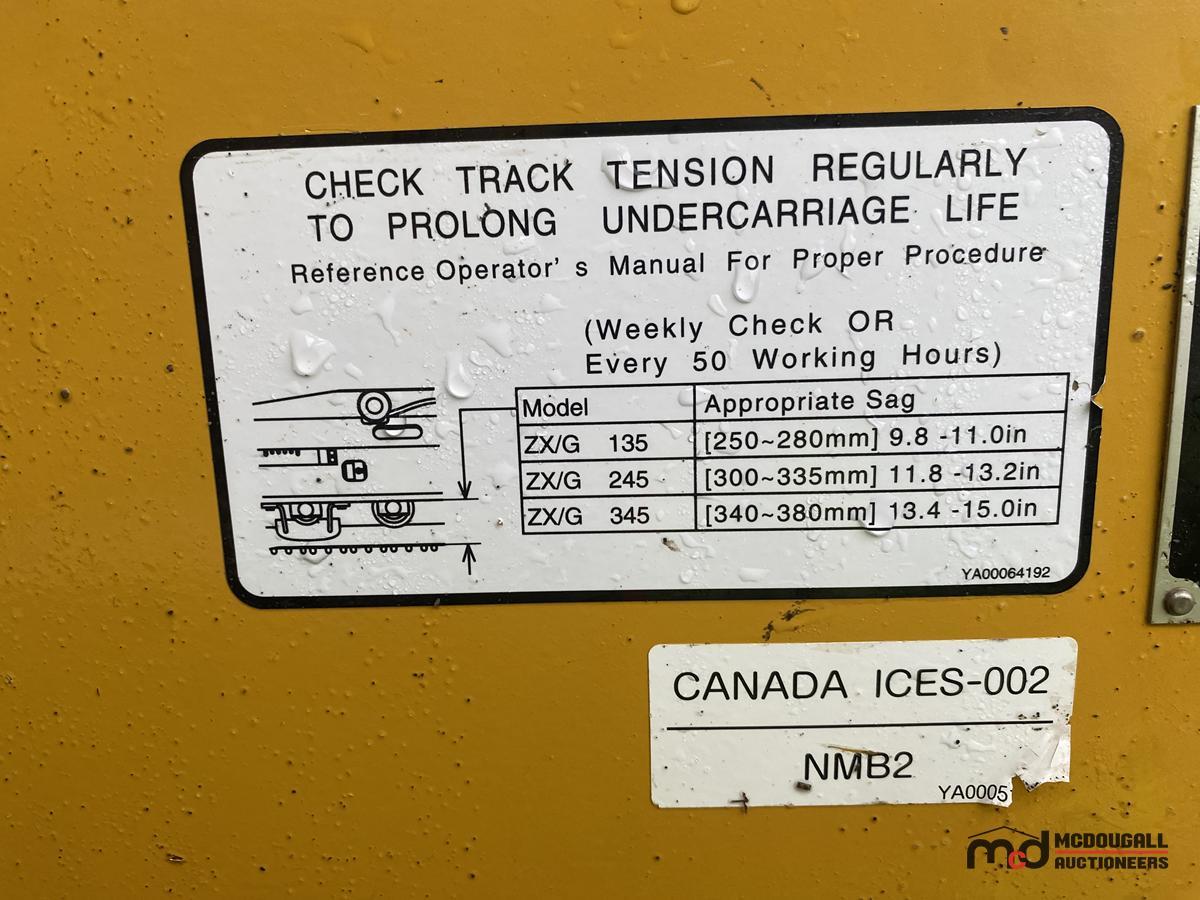 CHECK TRACK TENSION REGULARLY
TO PROLONG UNDERCARRIAGE LIFE
Reference Operator's Manual For Proper Procedure
(Weekly Check OR
Every 50 Working Hours)
Model Appropriate Sag
ZX/G 135 [250~280mm] 9.8 -11.0in
ZX/G 245 [300~335mm] 11.8 -13.2in
ZX/G 345 [340~380mm] 13.4 -15.0in
YA00064192
CANADA ICES-002
NMB2
YA0005
mcd MCDOUGALL
AUCTIONEERS